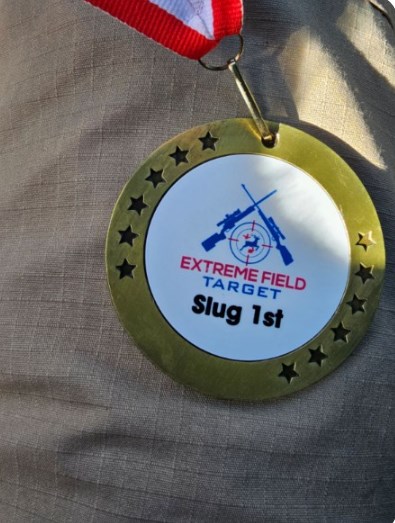 EXTREME FIELD
TARGET
Slug 1st